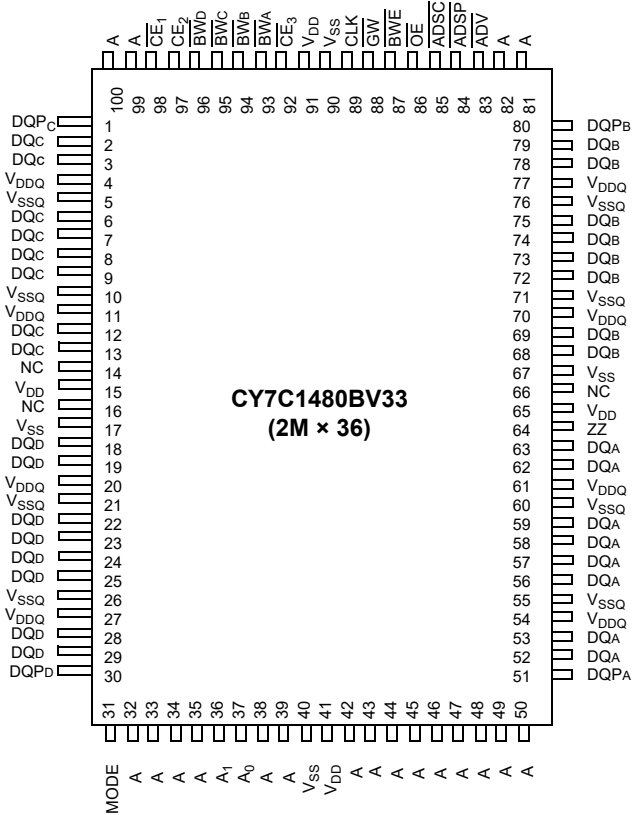 A A CE1 CE2 BWD BWC BWB BWA CE3 VDD VSS CLK GW BWE OE ADSC ADSP ADV A A
100 99 98 97 96 95 94 93 92 91 90 89 88 87 86 85 84 83 82 81
DQPC 1
DQC 2
DQC 3
VDDQ 4
VSSQ 5
DQC 6
DQC 7
DQC 8
DQC 9
VSSQ 10
VDDQ 11
DQC 12
DQC 13
NC 14
VDD 15
NC 16
VSS 17
DQD 18
DQD 19
VDDQ 20
VSSQ 21
DQD 22
DQD 23
DQD 24
DQD 25
VSSQ 26
VDDQ 27
DQD 28
DQD 29
DQPD 30
CY7C1480BV33
(2M × 36)
80 DQPB
79 DQB
78 DQB
77 VDDQ
76 VSSQ
75 DQB
74 DQB
73 DQB
72 DQB
71 VSSQ
70 VDDQ
69 DQB
68 DQB
67 VSS
66 NC
65 VDD
64 ZZ
63 DQA
62 DQA
61 VDDQ
60 VSSQ
59 DQA
58 DQA
57 DQA
56 DQA
55 VSSQ
54 VDDQ
53 DQA
52 DQA
51 DQPA
31 32 33 34 35 36 37 38 39 40 41 42 43 44 45 46 47 48 49 50
MODE A A A A A1 A0 A A VSS VDD A A A A A A A A A